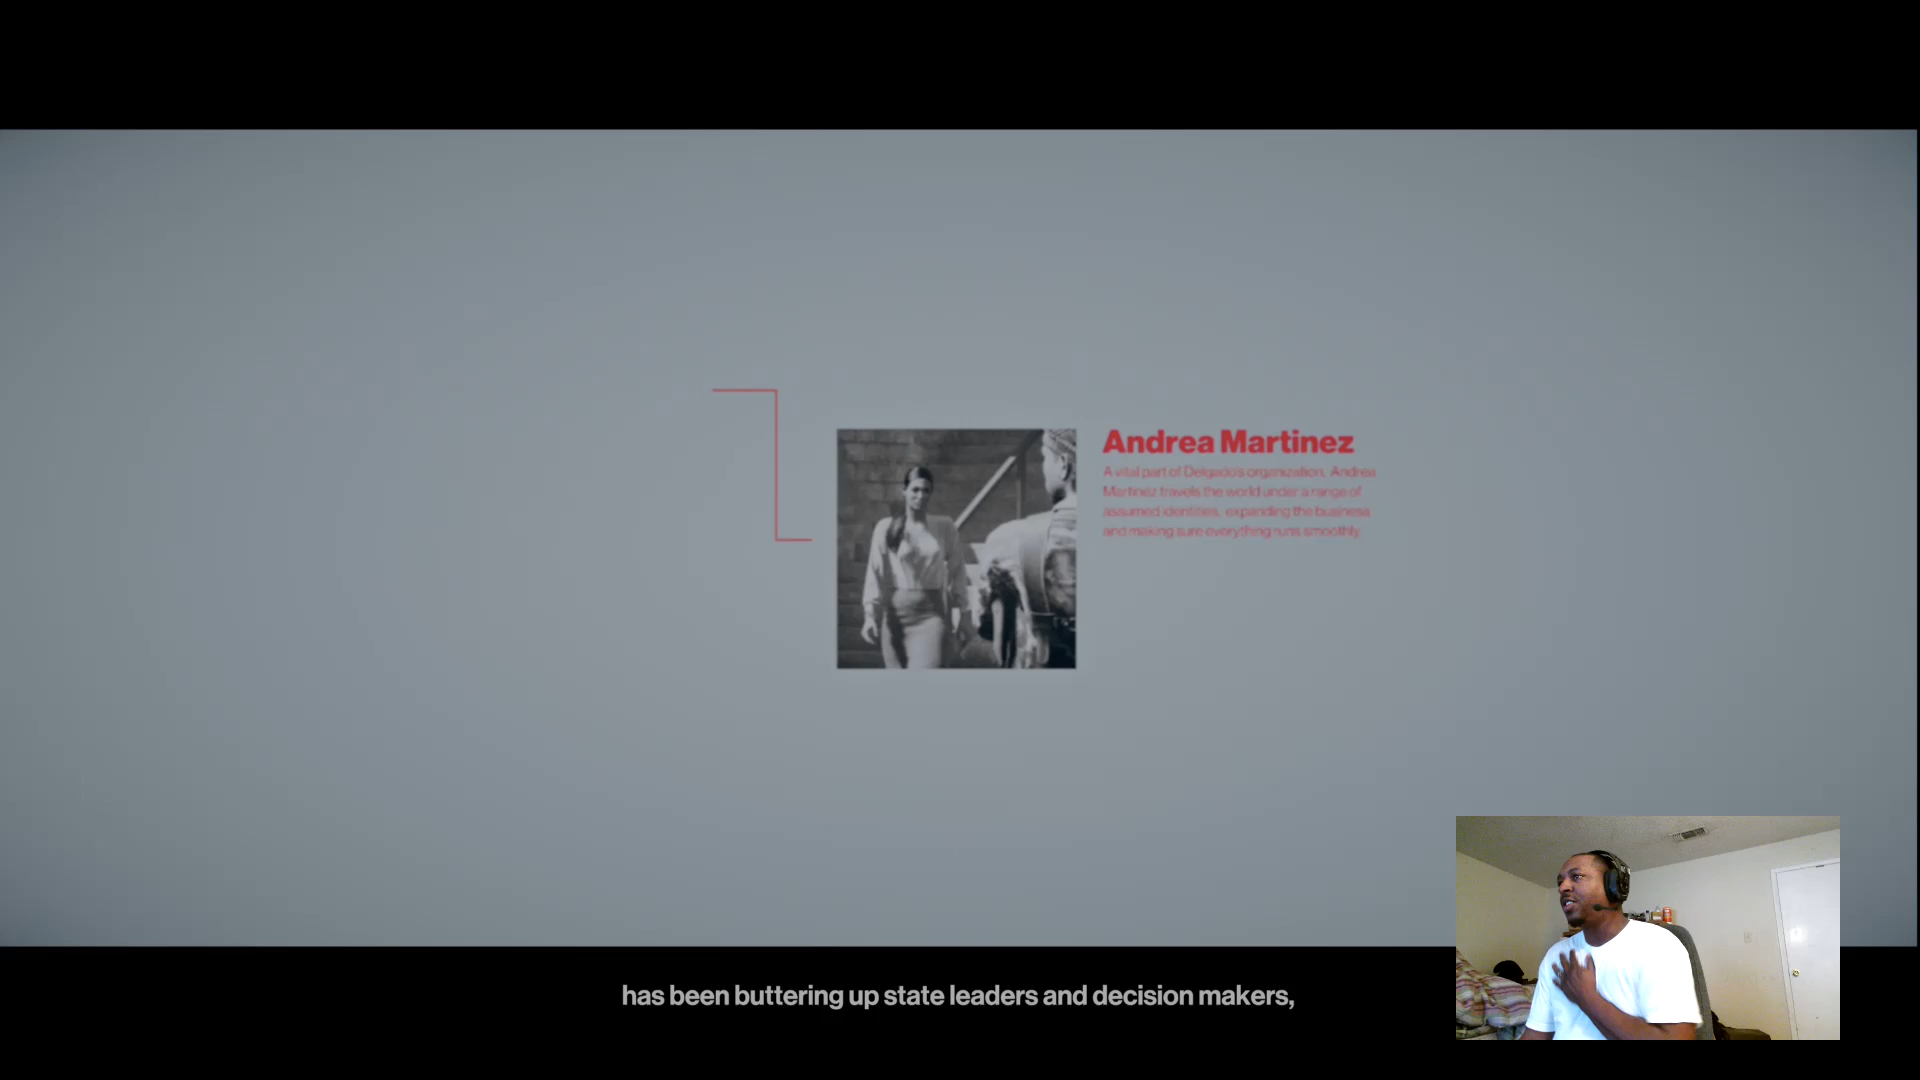 Andrea Martinez
A vital part of Delgado's organization, Andrea
Martinez travels the world under a range of
assumed identities, expanding the business
and making sure everything runs smoothly.
has been buttering up state leaders and decision makers,